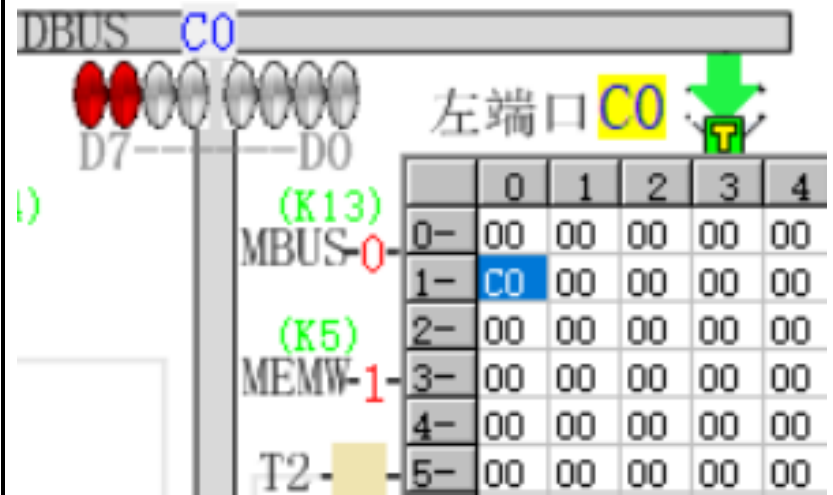 DBUS C0
D7-----D0
左端口C0
T
0 1 2 3 4
)
(K13)
MBUS-0-
0- 00 00 00 00 00
1- C0 00 00 00 00
(K5)
MEMW-1-
2- 00 00 00 00 00
3- 00 00 00 00 00
4- 00 00 00 00 00
T2-
5- 00 00 00 00 00